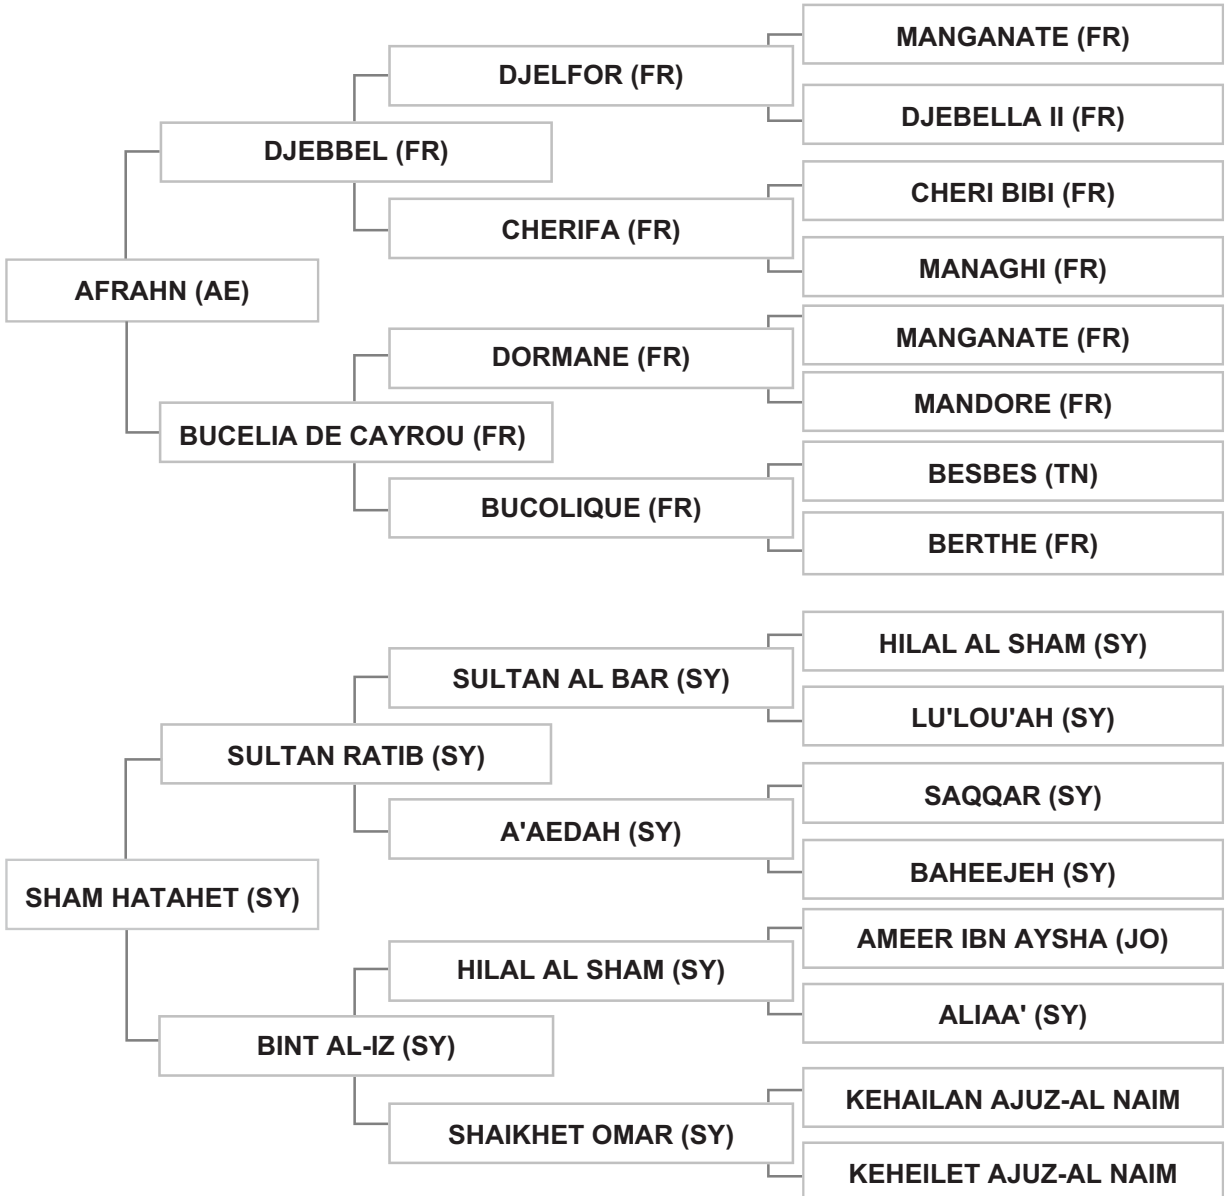 MANGANATE (FR)
DJELFOR (FR)
DJEBELLA II (FR)
DJEBBEL (FR)
CHERI BIBI (FR)
CHERIFA (FR)
MANAGHI (FR)
AFRAHN (AE)
MANGANATE (FR)
DORMANE (FR)
MANDORE (FR)
BUCELIA DE CAYROU (FR)
BESBES (TN)
BUCOLIQUE (FR)
BERTHE (FR)
HILAL AL SHAM (SY)
SULTAN AL BAR (SY)
LU'LOU'AH (SY)
SULTAN RATIB (SY)
SAQQAR (SY)
A'AEDAH (SY)
BAHEEJEH (SY)
SHAM HATAHET (SY)
AMEER IBN AYSHA (JO)
HILAL AL SHAM (SY)
ALIAA' (SY)
BINT AL-IZ (SY)
KEHAILAN AJUZ-AL NAIM
SHAIKHET OMAR (SY)
KEHEILET AJUZ-AL NAIM